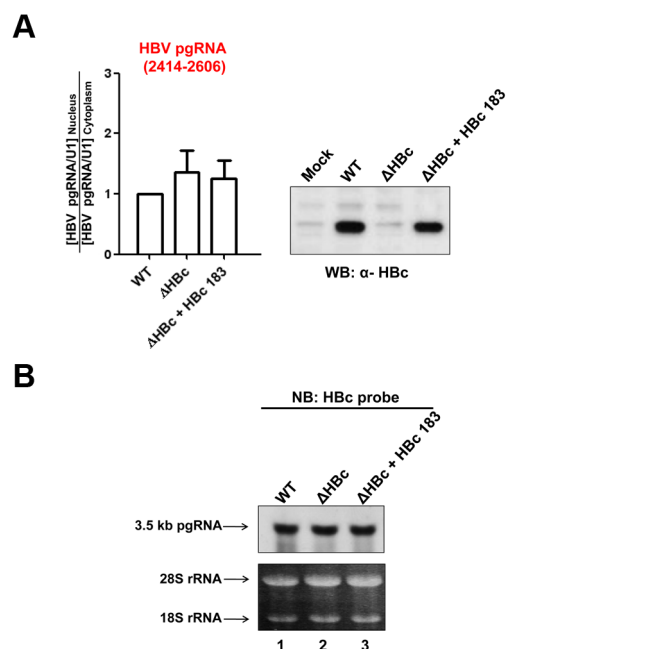 A
HBV pgRNA
(2414-2606)
[HBV pgRNA/U1] Nucleus
[HBV pgRNA/U1] Cytoplasm
3
2
1
0
WT
ΔHBc
ΔHBc + HBc 183
Mock
WT
ΔHBc
ΔHBc + HBc 183
WB: α- HBc
B
NB: HBc probe
WT
ΔHBc
ΔHBc + HBc 183
3.5 kb pgRNA
28S rRNA
18S rRNA
1 2 3